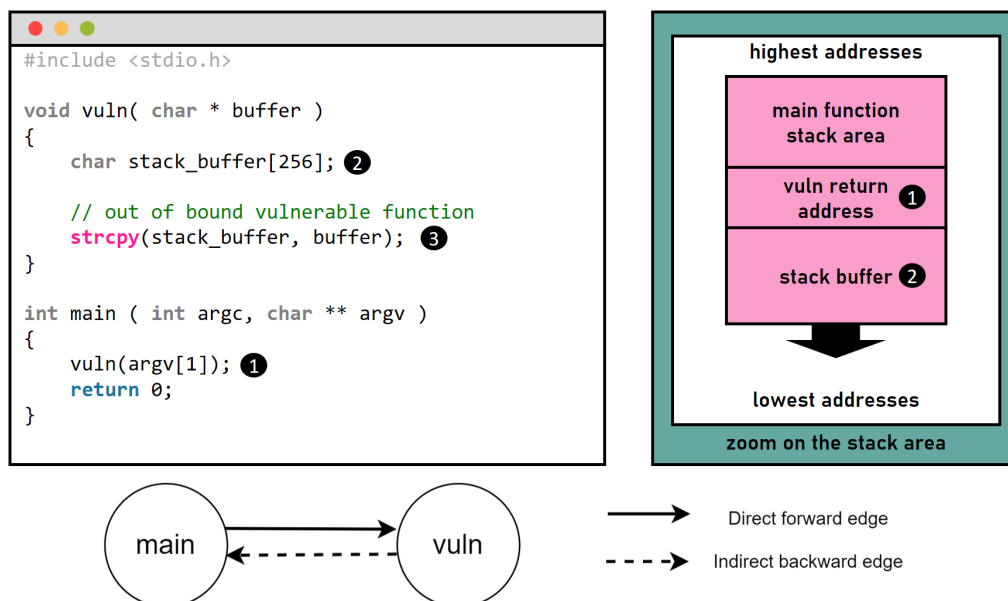 #include <stdio.h>
void vuln( char * buffer )
{
char stack_buffer[256]; 2
// out of bound vulnerable function
strcpy(stack_buffer, buffer); 3
}
int main ( int argc, char ** argv )
{
vuln(argv[1]); 1
return 0;
}
highest addresses
main function
stack area
vuln return
address
1
stack buffer 2
lowest addresses
zoom on the stack area
main
vuln
Direct forward edge
Indirect backward edge